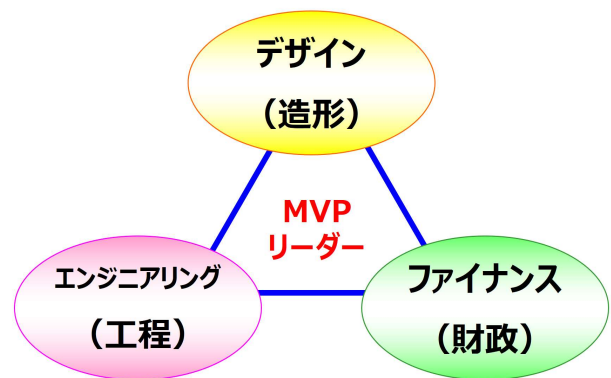 デザイン
（造形）
MVP
リーダー
エンジニアリング
（工程）
ファイナンス
（財政）